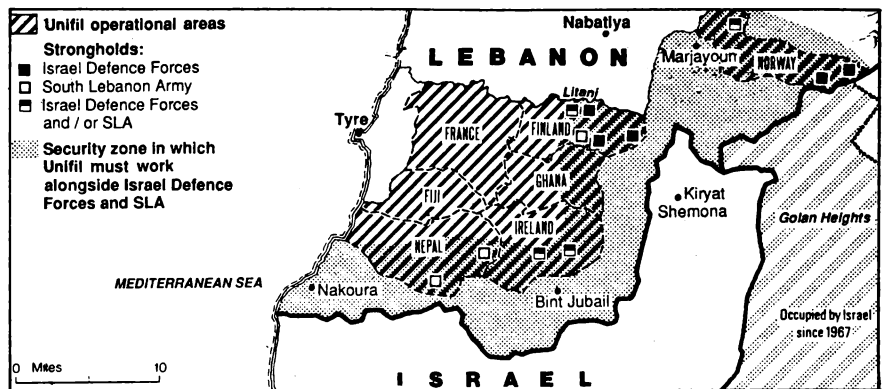 Unifil operational areas
Strongholds:
Israel Defence Forces
South Lebanon Army
Israel Defence Forces
and / or SLA
Security zone in which
Unifil must work
alongside Israel Defence
Forces and SLA
Nabatiya
LEBANON
Marjayoun
NORWAY
Litani
Tyre
FRANCE
FINLAND
GHANA
FIJI
Kiryat
Shemona
IRELAND
Golan Heights
NEPAL
MEDITERRANEAN SEA
Nakoura
Bint Jubail
Occupied by Israel
since 1967
0 Miles 10
ISRAEL